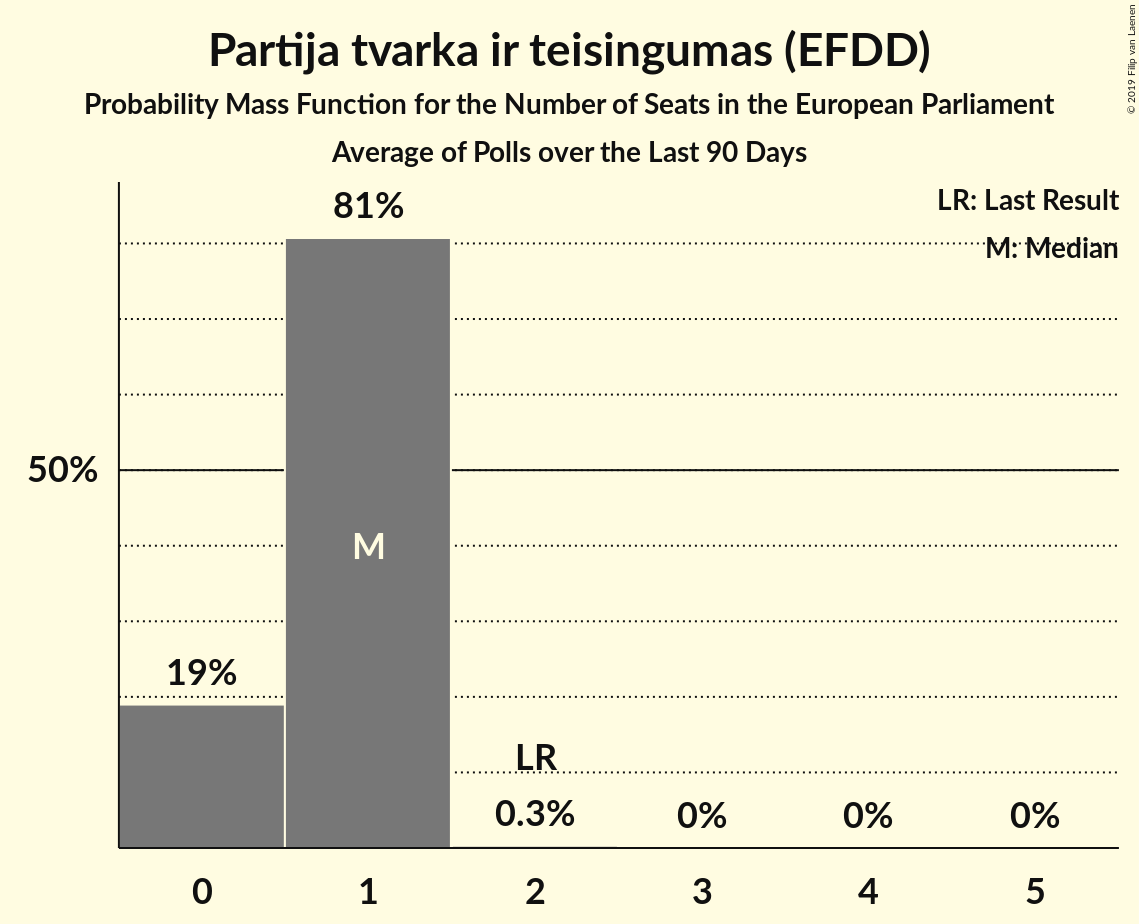 Partija tvarka ir teisingumas (EFDD)
Probability Mass Function for the Number of Seats in the European Parliament
Average of Polls over the Last 90 Days
© 2019 Filip van Laenen
LR: Last Result
M: Median
81%
50%
M
19%
LR
0.3%
0%
0%
0%
0
1
2
3
4
5